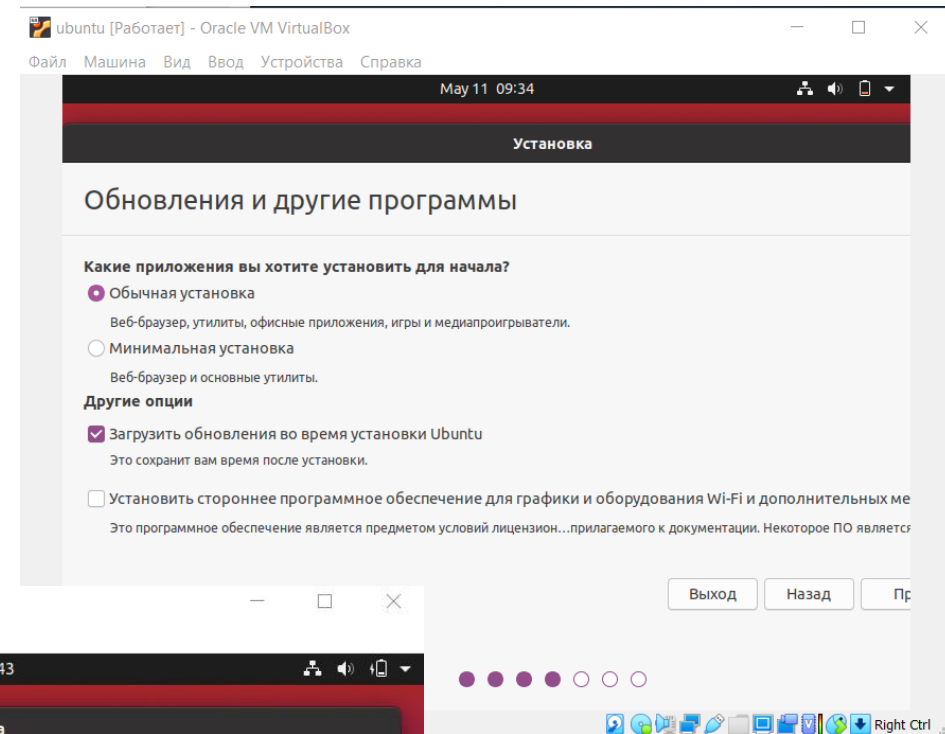 ubuntu [Работает] - Oracle VM VirtualBox
Файл Машина Вид Ввод Устройства Справка
May 11 09:34
Установка
Обновления и другие программы
Какие приложения вы хотите установить для начала?
Обычная установка
Веб-браузер, утилиты, офисные приложения, игры и медиапроигрыватели.
Минимальная установка
Веб-браузер и основные утилиты.
Другие опции
Загрузить обновления во время установки Ubuntu
Это сохранит вам время после установки.
Установить стороннее программное обеспечение для графики и оборудования Wi-Fi и дополнительных ме
Это программное обеспечение является предметом условий лицензион…прилагаемого к документации. Некоторое ПО является
Выход Назад Пр
43
а
Right Ctrl